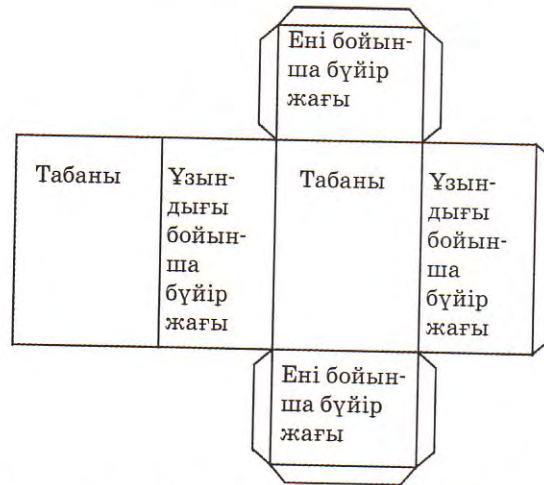 Ені бойын-
ша бүйір
жағы
Табаны
Ұзын-
дығы
бойын-
ша
бүйір
жағы
Табаны
Ұзын-
дығы
бойын-
ша
бүйір
жағы
Ені бойын-
ша бүйір
жағы